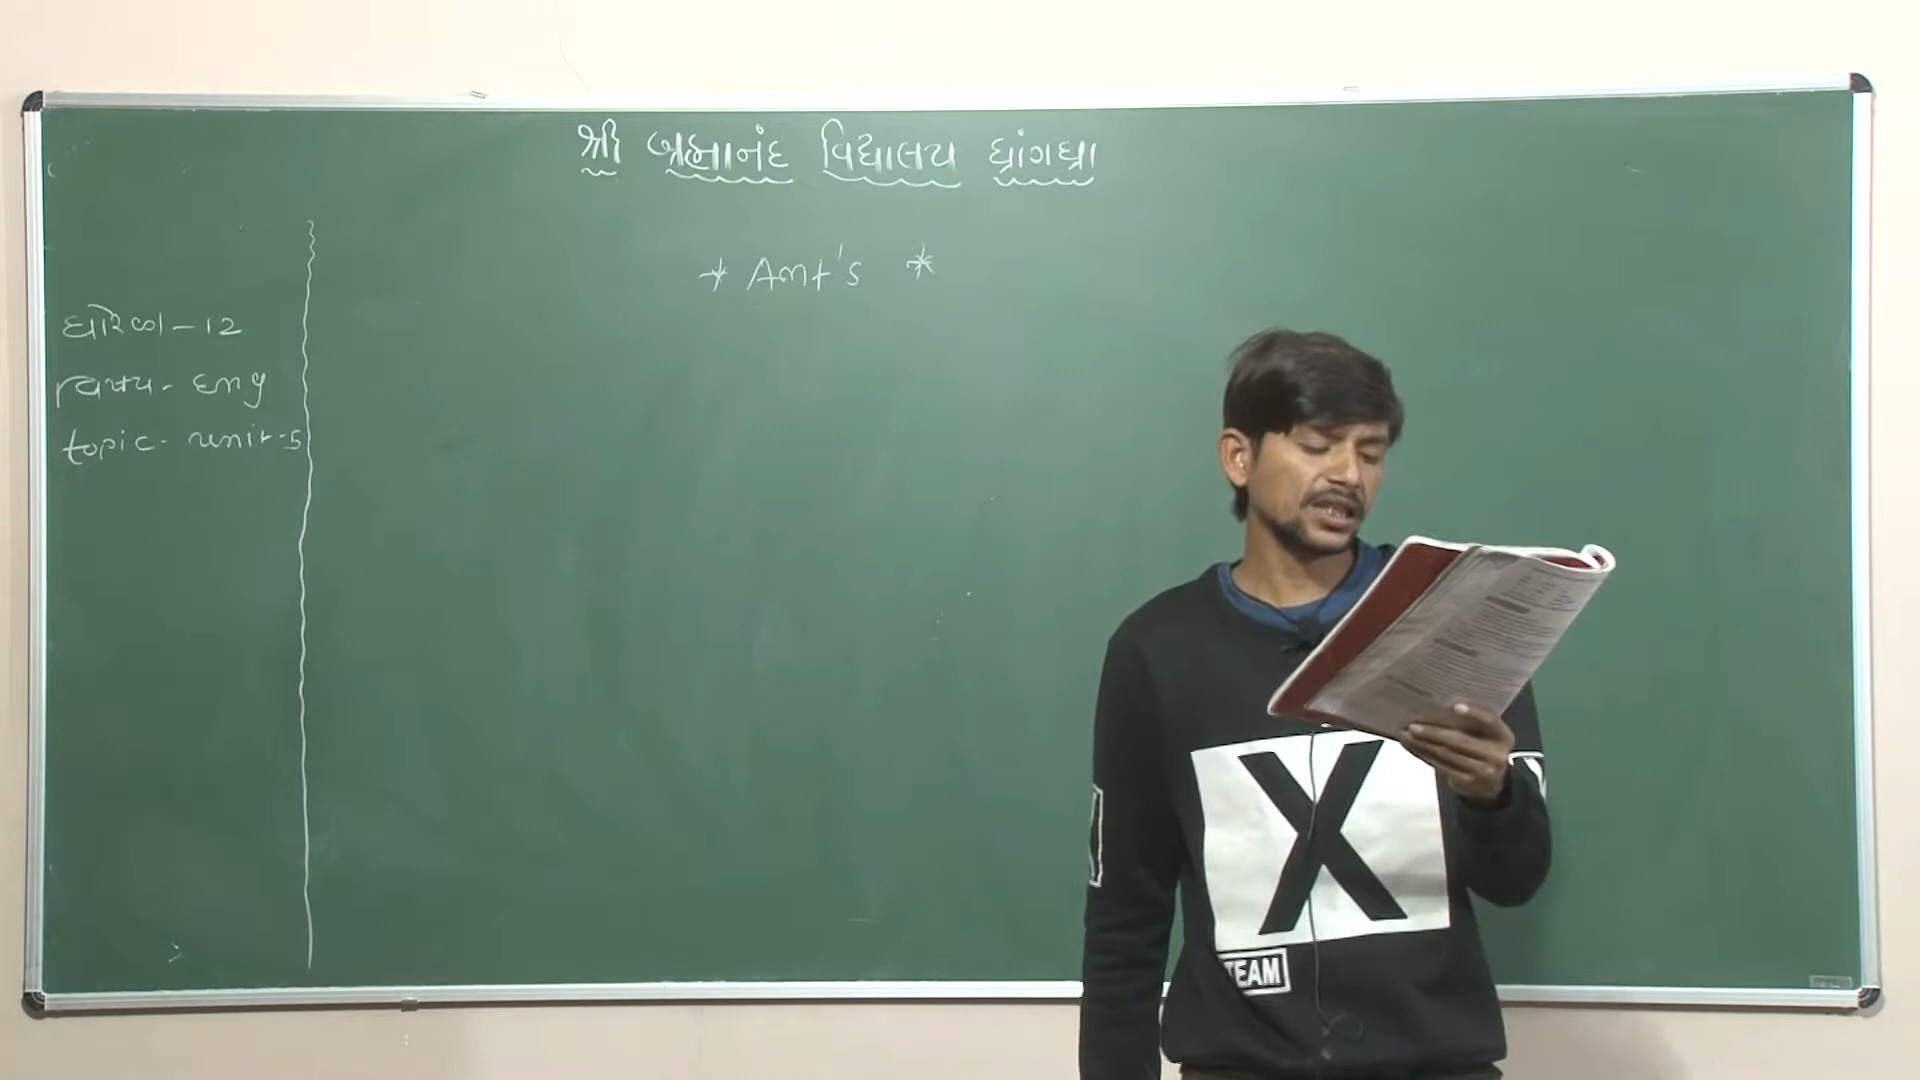 શ્રી બ્રહ્માનંદ વિદ્યાલય ધ્રાંગધ્રા
* Ant's *
ધોરણ - 12
વિષય - Eng
topic - unit - 5
X
TEAM